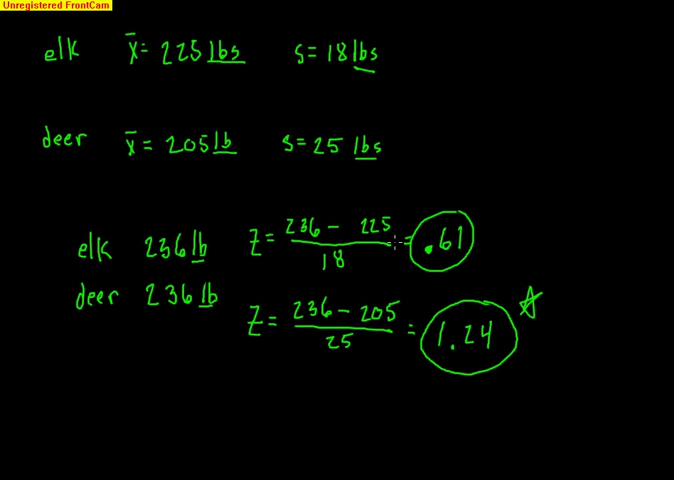 Unregistered FrontCam
elk x̄ = 225 lbs s = 18 lbs
deer x̄ = 205 lb s = 25 lbs
elk 236 lb Z = (236 - 225)/18 = .61
deer 236 lb Z = (236 - 205)/25 = 1.24